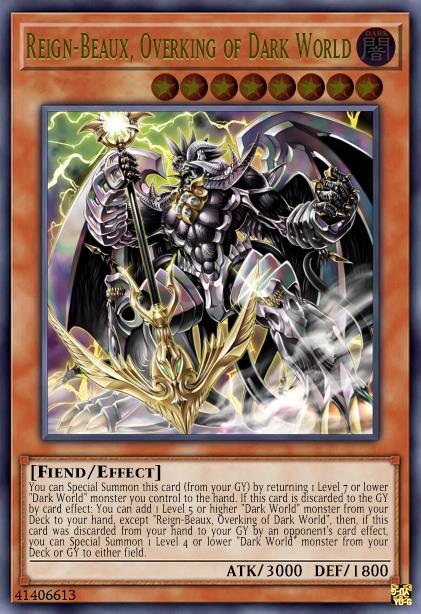 Reign-Beaux, Overking of Dark World
DARK
闇
[Fiend/Effect]
You can Special Summon this card (from your GY) by returning 1 Level 7 or lower
"Dark World" monster you control to the hand. If this card is discarded to the GY
by card effect: You can add 1 Level 5 or higher "Dark World" monster from your
Deck to your hand, except "Reign-Beaux, Overking of Dark World", then, if this
card was discarded from your hand to your GY by an opponent's card effect,
you can Special Summon 1 Level 4 or lower "Dark World" monster from your
Deck or GY to either field.
ATK/3000 DEF/1800
41406613